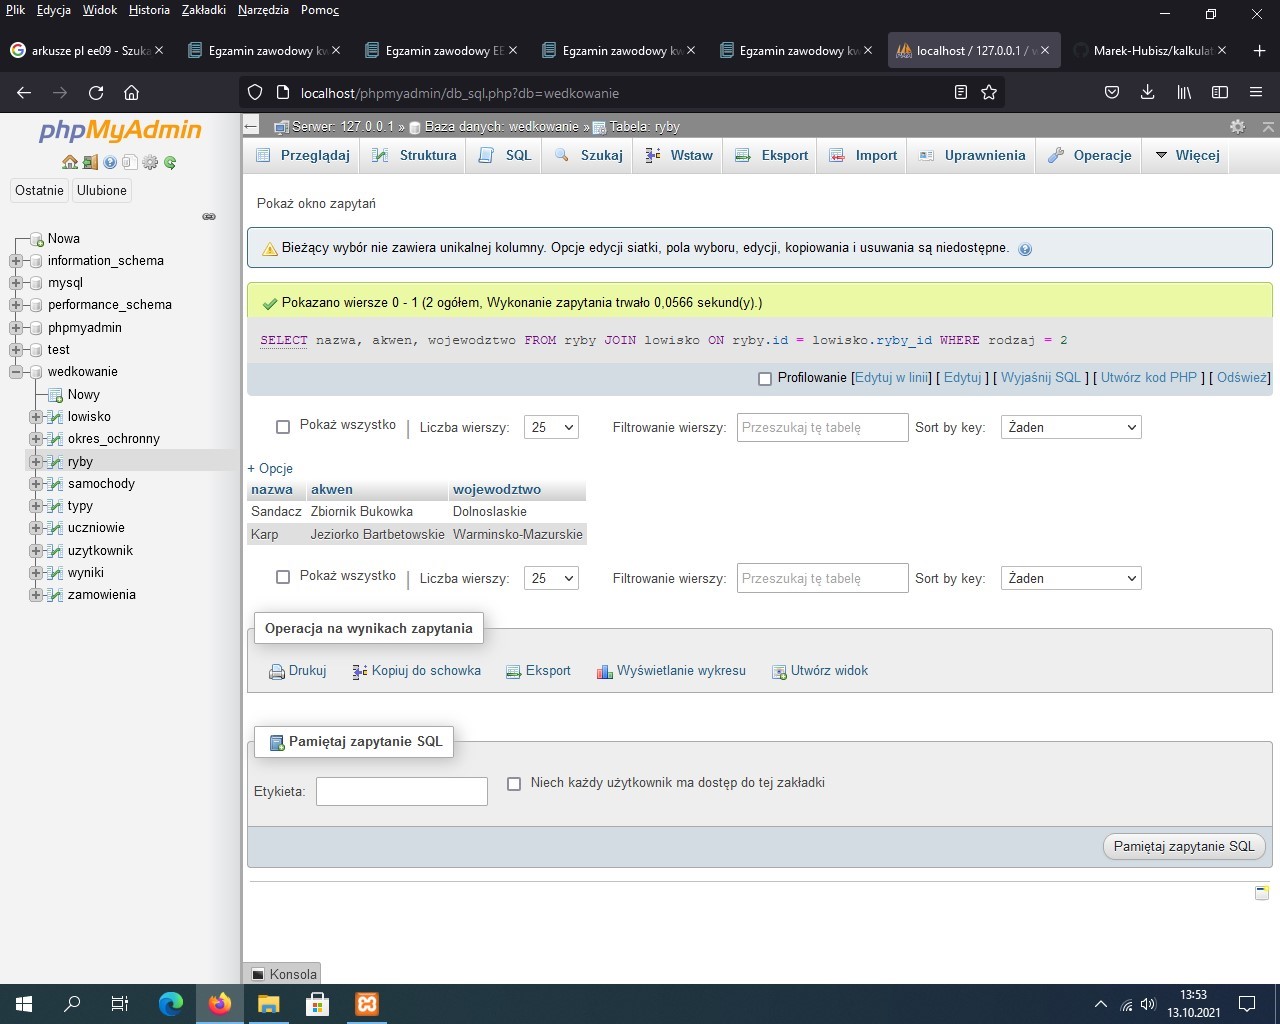 Plik Edycja Widok Historia Zakładki Narzędzia Pomoc
arkusze pl ee09 - Szuka
Egzamin zawodowy kw
Egzamin zawodowy EE
Egzamin zawodowy kw
Egzamin zawodowy kw
localhost / 127.0.0.1 / w
Marek-Hubisz/kalkulat
localhost/phpmyadmin/db_sql.php?db=wedkowanie
phpMyAdmin
Ostatnie Ulubione
Nowa
information_schema
mysql
performance_schema
phpmyadmin
test
wedkowanie
Nowy
lowisko
okres_ochronny
ryby
samochody
typy
uczniowie
uzytkownik
wyniki
zamowienia
Serwer: 127.0.0.1 » Baza danych: wedkowanie » Tabela: ryby
Przeglądaj Struktura SQL Szukaj Wstaw Eksport Import Uprawnienia Operacje Więcej
Pokaż okno zapytań
Bieżący wybór nie zawiera unikalnej kolumny. Opcje edycji siatki, pola wyboru, edycji, kopiowania i usuwania są niedostępne.
Pokazano wiersze 0 - 1 (2 ogółem, Wykonanie zapytania trwało 0,0566 sekund(y).)
SELECT nazwa, akwen, wojewodztwo FROM ryby JOIN lowisko ON ryby.id = lowisko.ryby_id WHERE rodzaj = 2
Profilowanie [Edytuj w linii] [ Edytuj ] [ Wyjaśnij SQL ] [ Utwórz kod PHP ] [ Odśwież]
Pokaż wszystko | Liczba wierszy: 25 Filtrowanie wierszy: Przeszukaj tę tabelę Sort by key: Żaden
+ Opcje
nazwa akwen wojewodztwo
Sandacz Zbiornik Bukowka Dolnoslaskie
Karp Jeziorko Bartbetowskie Warminsko-Mazurskie
Pokaż wszystko | Liczba wierszy: 25 Filtrowanie wierszy: Przeszukaj tę tabelę Sort by key: Żaden
Operacja na wynikach zapytania
Drukuj Kopiuj do schowka Eksport Wyświetlanie wykresu Utwórz widok
Pamiętaj zapytanie SQL
Etykieta: Niech każdy użytkownik ma dostęp do tej zakładki
Pamiętaj zapytanie SQL
Konsola
13:53
13.10.2021